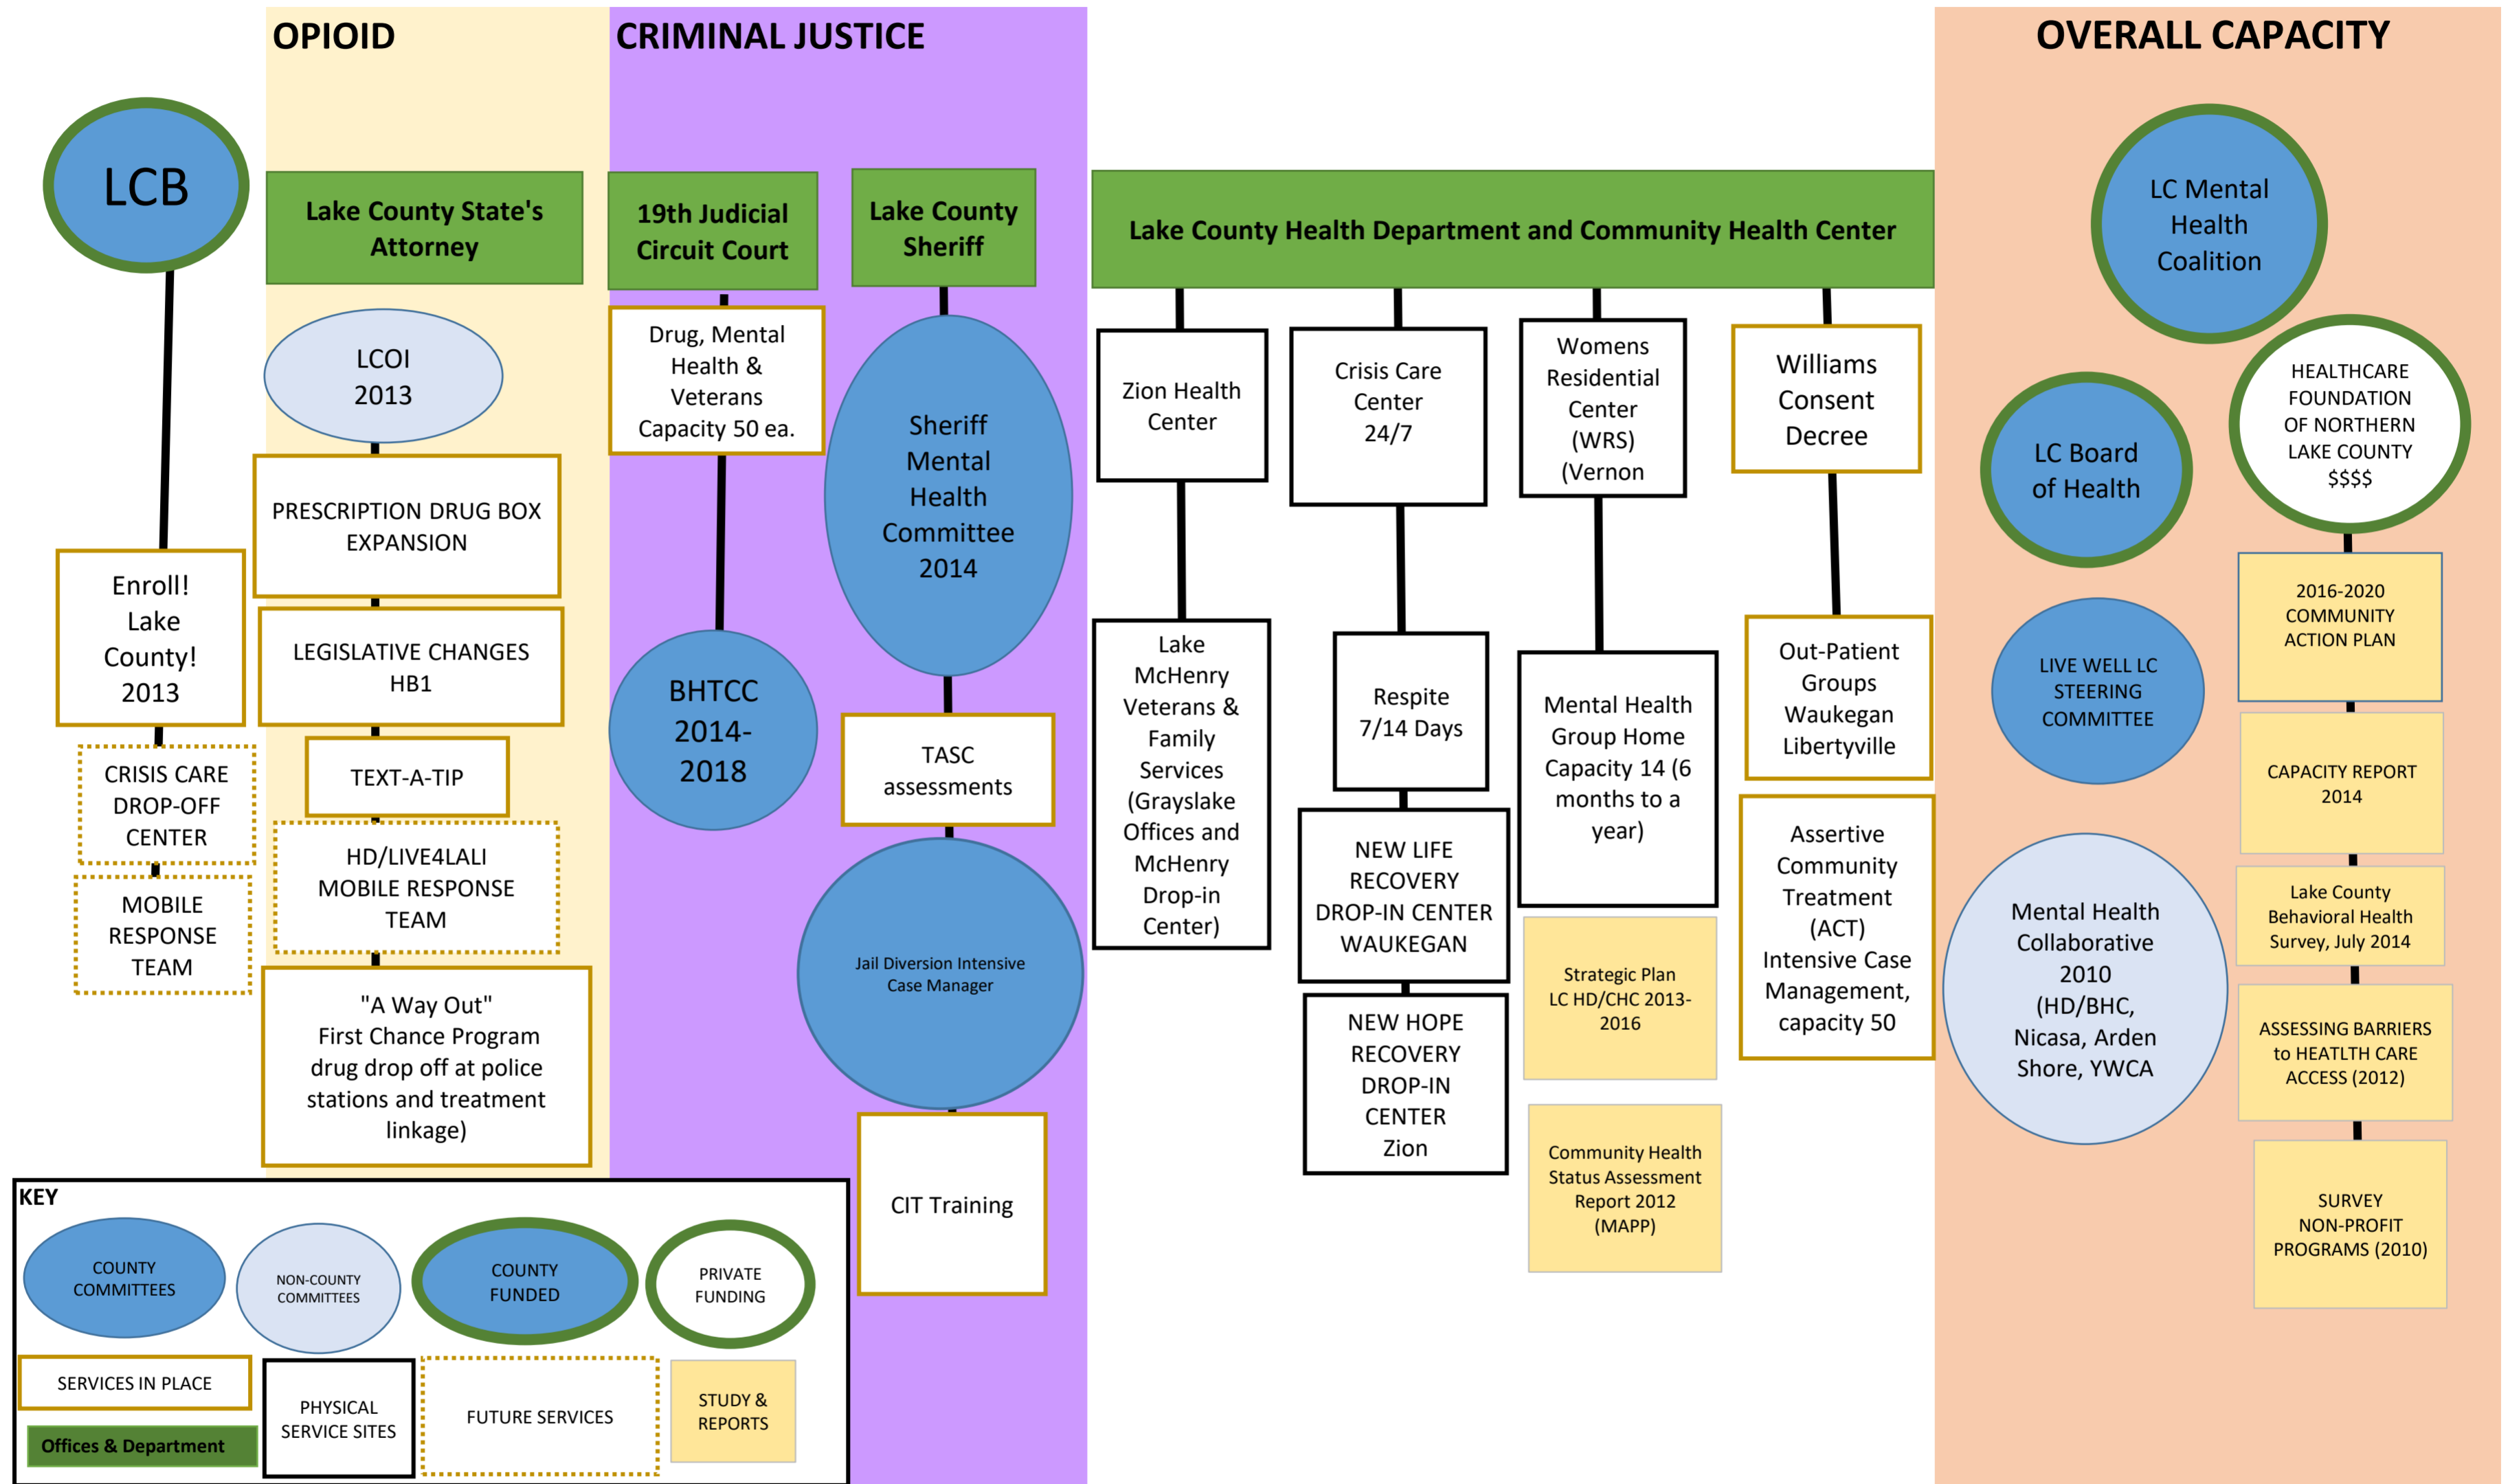 OPIOID
CRIMINAL JUSTICE
OVERALL CAPACITY
LCB
Enroll!
Lake
County!
2013
CRISIS CARE
DROP-OFF
CENTER
MOBILE
RESPONSE
TEAM
Lake County State's
Attorney
LCOI
2013
PRESCRIPTION DRUG BOX
EXPANSION
LEGISLATIVE CHANGES
HB1
TEXT-A-TIP
HD/LIVE4LALI
MOBILE RESPONSE
TEAM
"A Way Out"
First Chance Program
drug drop off at police
stations and treatment
linkage)
19th Judicial
Circuit Court
Drug, Mental
Health &
Veterans
Capacity 50 ea.
BHTCC
2014-
2018
Lake County
Sheriff
Sheriff
Mental
Health
Committee
2014
TASC
assessments
Jail Diversion Intensive
Case Manager
CIT Training
Lake County Health Department and Community Health Center
Zion Health
Center
Lake
McHenry
Veterans &
Family
Services
(Grayslake
Offices and
McHenry
Drop-in
Center)
Crisis Care
Center
24/7
Respite
7/14 Days
NEW LIFE
RECOVERY
DROP-IN CENTER
WAUKEGAN
NEW HOPE
RECOVERY
DROP-IN
CENTER
Zion
Womens
Residential
Center
(WRS)
(Vernon
Mental Health
Group Home
Capacity 14 (6
months to a
year)
Strategic Plan
LC HD/CHC 2013-
2016
Community Health
Status Assessment
Report 2012
(MAPP)
Williams
Consent
Decree
Out-Patient
Groups
Waukegan
Libertyville
Assertive
Community
Treatment
(ACT)
Intensive Case
Management,
capacity 50
LC Mental
Health
Coalition
LC Board
of Health
LIVE WELL LC
STEERING
COMMITTEE
Mental Health
Collaborative
2010
(HD/BHC,
Nicasa, Arden
Shore, YWCA
HEALTHCARE
FOUNDATION
OF NORTHERN
LAKE COUNTY
$$$$
2016-2020
COMMUNITY
ACTION PLAN
CAPACITY REPORT
2014
Lake County
Behavioral Health
Survey, July 2014
ASSESSING BARRIERS
to HEATLTH CARE
ACCESS (2012)
SURVEY
NON-PROFIT
PROGRAMS (2010)
KEY
COUNTY
COMMITTEES
NON-COUNTY
COMMITTEES
COUNTY
FUNDED
PRIVATE
FUNDING
SERVICES IN PLACE
Offices & Department
PHYSICAL
SERVICE SITES
FUTURE SERVICES
STUDY &
REPORTS